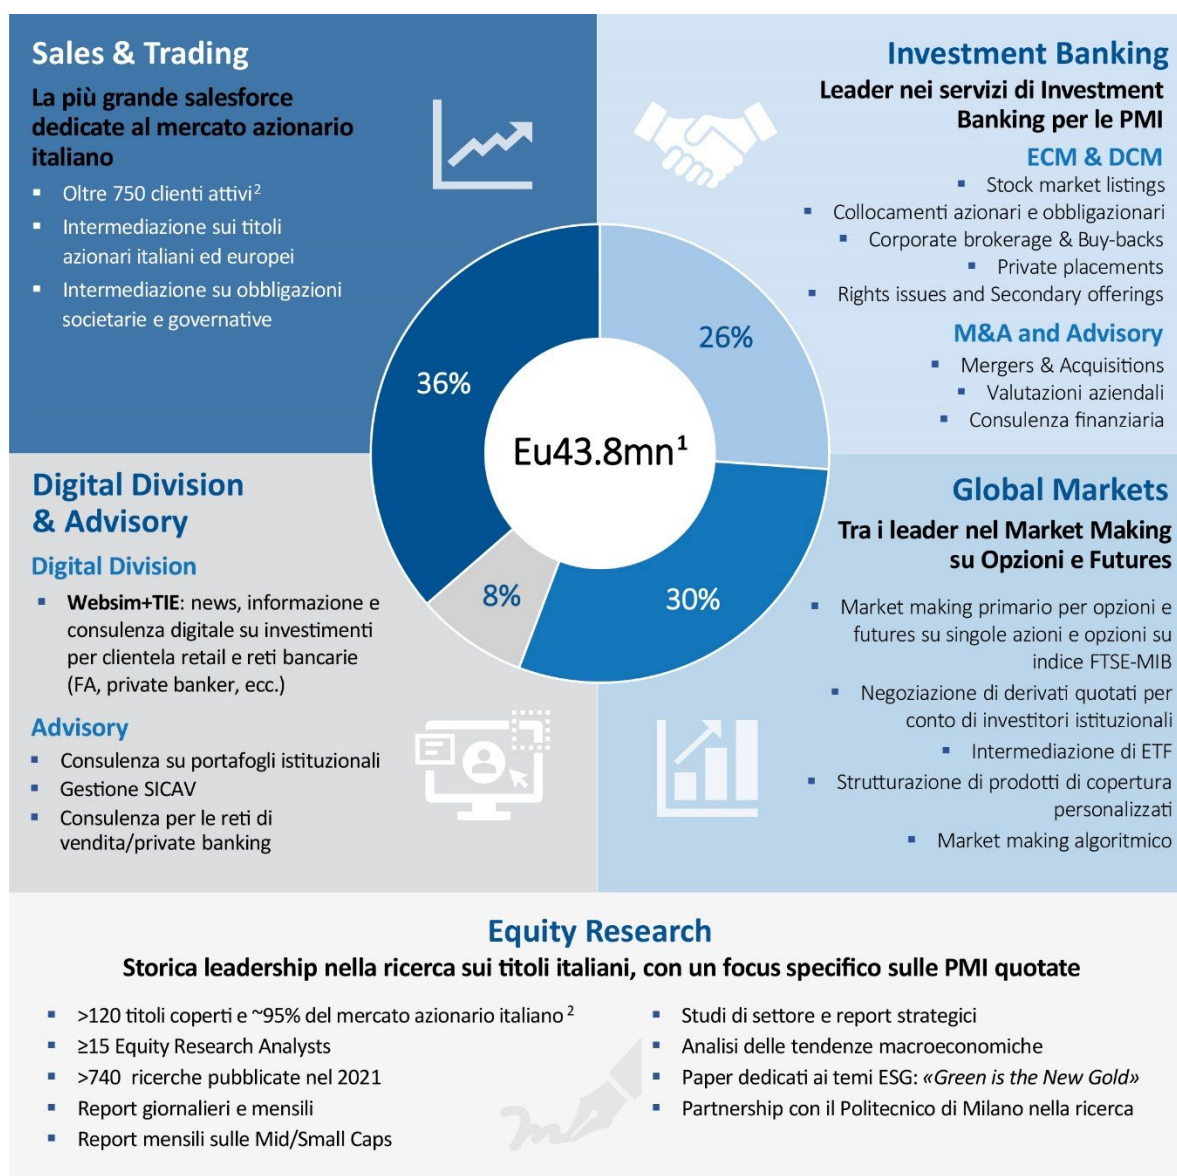 Sales & Trading
La più grande salesforce
dedicate al mercato azionario
italiano
▪ Oltre 750 clienti attivi²
▪ Intermediazione sui titoli
azionari italiani ed europei
▪ Intermediazione su obbligazioni
societarie e governative
Investment Banking
Leader nei servizi di Investment
Banking per le PMI
ECM & DCM
▪ Stock market listings
▪ Collocamenti azionari e obbligazionari
▪ Corporate brokerage & Buy-backs
▪ Private placements
▪ Rights issues and Secondary offerings
M&A and Advisory
▪ Mergers & Acquisitions
▪ Valutazioni aziendali
▪ Consulenza finanziaria
36%
26%
Eu43.8mn¹
8%
30%
Digital Division
& Advisory
Digital Division
▪ Websim+TIE: news, informazione e
consulenza digitale su investimenti
per clientela retail e reti bancarie
(FA, private banker, ecc.)
Advisory
▪ Consulenza su portafogli istituzionali
▪ Gestione SICAV
▪ Consulenza per le reti di
vendita/private banking
Global Markets
Tra i leader nel Market Making
su Opzioni e Futures
▪ Market making primario per opzioni e
futures su singole azioni e opzioni su
indice FTSE-MIB
▪ Negoziazione di derivati quotati per
conto di investitori istituzionali
▪ Intermediazione di ETF
▪ Strutturazione di prodotti di copertura
personalizzati
▪ Market making algoritmico
Equity Research
Storica leadership nella ricerca sui titoli italiani, con un focus specifico sulle PMI quotate
▪ >120 titoli coperti e ~95% del mercato azionario italiano²
▪ ≥15 Equity Research Analysts
▪ >740 ricerche pubblicate nel 2021
▪ Report giornalieri e mensili
▪ Report mensili sulle Mid/Small Caps
▪ Studi di settore e report strategici
▪ Analisi delle tendenze macroeconomiche
▪ Paper dedicati ai temi ESG: «Green is the New Gold»
▪ Partnership con il Politecnico di Milano nella ricerca